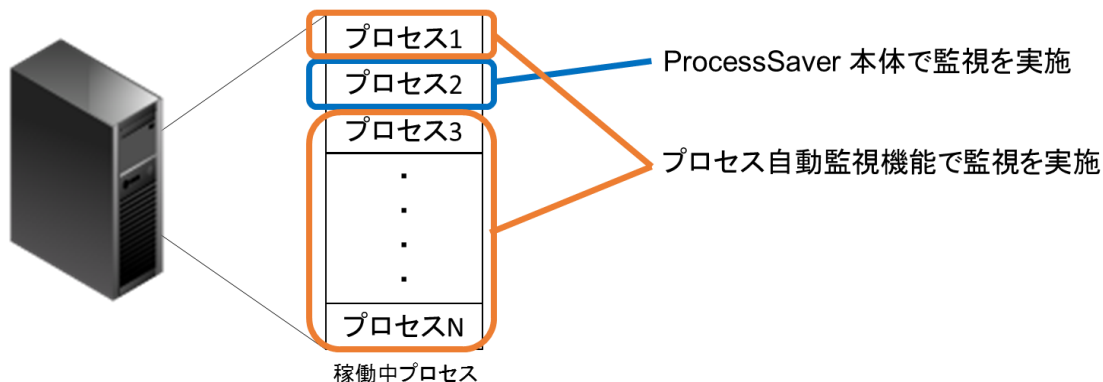 プロセス1
プロセス2
プロセス3
・
・
・
・
プロセスN
稼働中プロセス
ProcessSaver 本体で監視を実施
プロセス自動監視機能で監視を実施